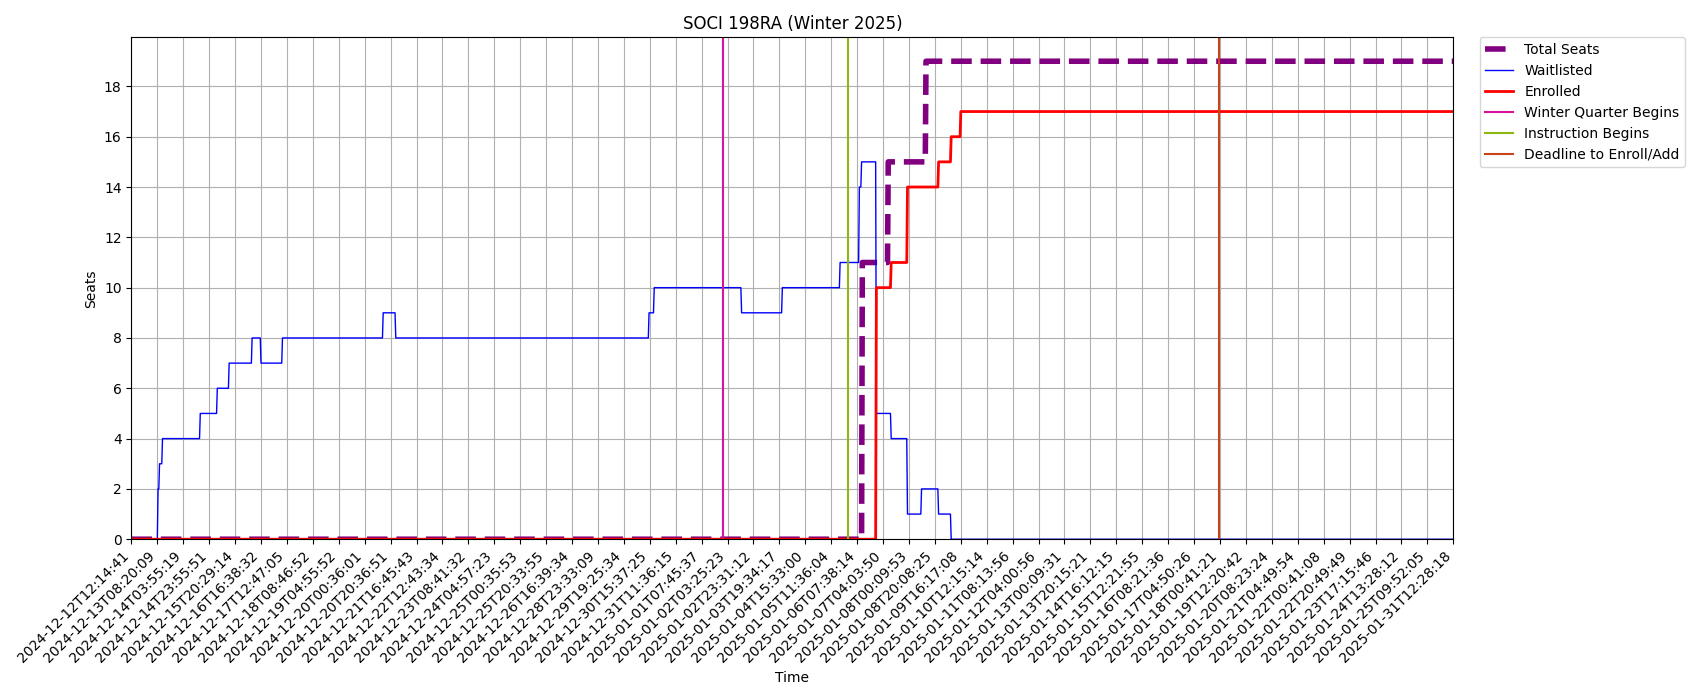 SOCI 198RA (Winter 2025)
Total Seats
Waitlisted
Enrolled
Winter Quarter Begins
Instruction Begins
Deadline to Enroll/Add
Seats
18
16
14
12
10
8
6
4
2
0
2024-12-12T12:14:41
2024-12-13T08:20:09
2024-12-14T03:55:19
2024-12-14T23:55:51
2024-12-15T20:29:14
2024-12-16T16:38:32
2024-12-17T12:47:05
2024-12-18T08:46:52
2024-12-19T04:55:52
2024-12-20T00:36:01
2024-12-20T20:36:51
2024-12-21T16:45:43
2024-12-22T12:43:34
2024-12-23T08:41:32
2024-12-24T04:57:23
2024-12-25T00:35:53
2024-12-25T20:33:55
2024-12-26T16:39:34
2024-12-28T23:33:09
2024-12-29T19:25:34
2024-12-30T15:37:25
2024-12-31T11:36:15
2025-01-01T07:45:37
2025-01-02T03:25:23
2025-01-02T23:31:12
2025-01-03T19:34:17
2025-01-04T15:33:00
2025-01-05T11:36:04
2025-01-06T07:38:14
2025-01-07T04:03:50
2025-01-08T00:09:53
2025-01-08T20:08:25
2025-01-09T16:17:08
2025-01-10T12:15:14
2025-01-11T08:13:56
2025-01-12T04:00:56
2025-01-13T00:09:31
2025-01-13T20:15:21
2025-01-14T16:12:15
2025-01-15T12:21:55
2025-01-16T08:21:36
2025-01-17T04:50:26
2025-01-18T00:41:21
2025-01-19T12:20:42
2025-01-20T08:23:24
2025-01-21T04:49:54
2025-01-22T00:41:08
2025-01-22T20:49:49
2025-01-23T17:15:46
2025-01-24T13:28:12
2025-01-25T09:52:05
2025-01-31T12:28:18
Time